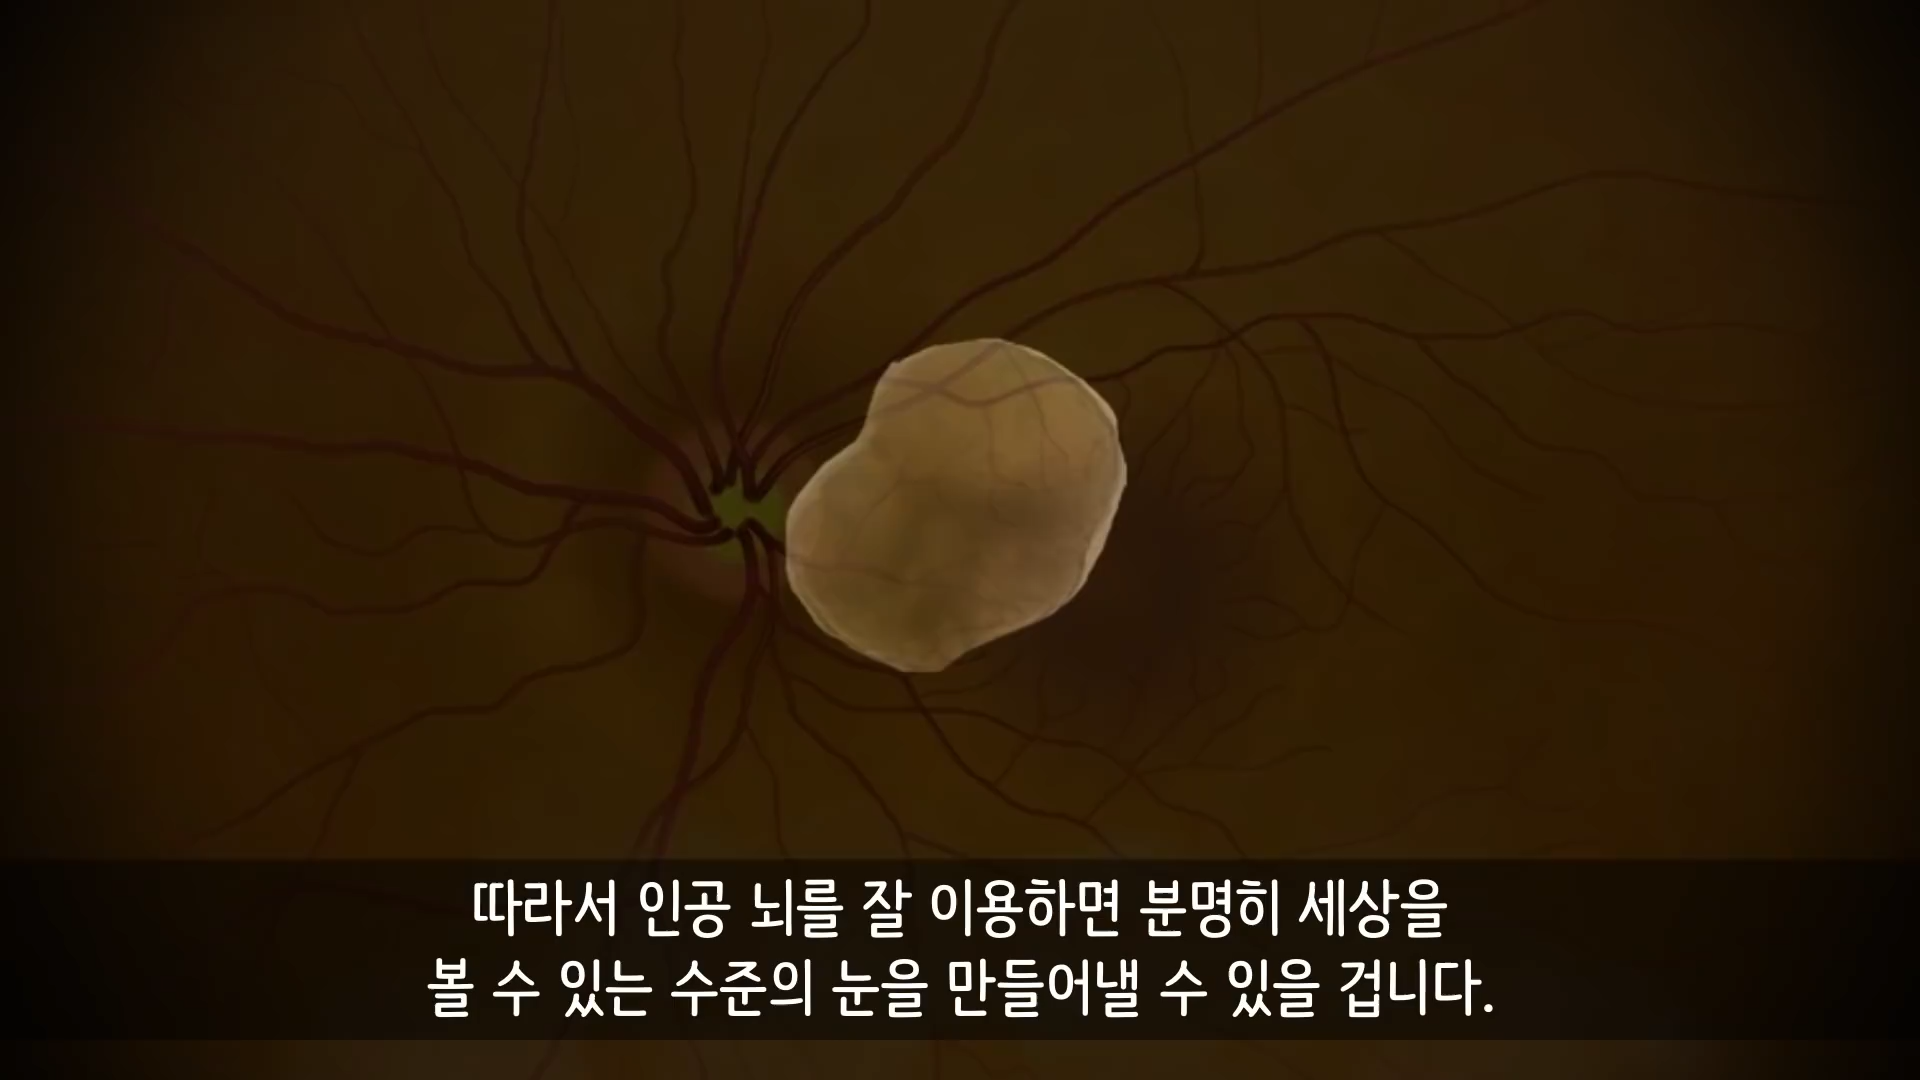 따라서 인공 뇌를 잘 이용하면 분명히 세상을
볼 수 있는 수준의 눈을 만들어낼 수 있을 겁니다.